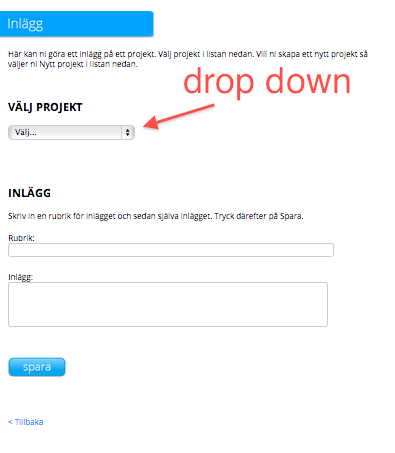 Inlägg
Här kan ni göra ett inlägg på ett projekt. Välj projekt i listan nedan. Vill ni skapa ett nytt projekt så
väljer ni Nytt projekt i listan nedan.
drop down
VÄLJ PROJEKT
Välj...
INLÄGG
Skriv in en rubrik för inlägget och sedan själva inlägget. Tryck därefter på Spara.
Rubrik:
Inlägg:
spara
< Tillbaka